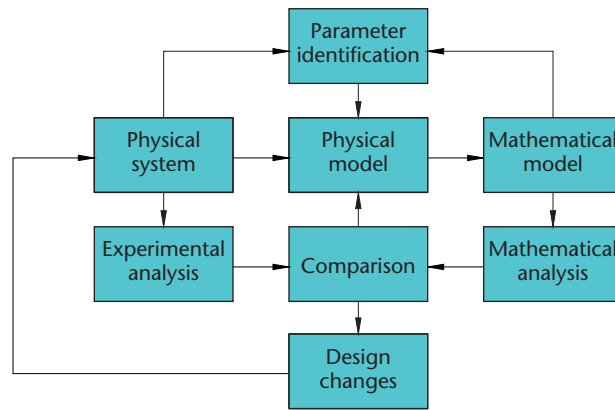 Parameter
identification
Physical
system
Physical
model
Mathematical
model
Experimental
analysis
Comparison
Mathematical
analysis
Design
changes